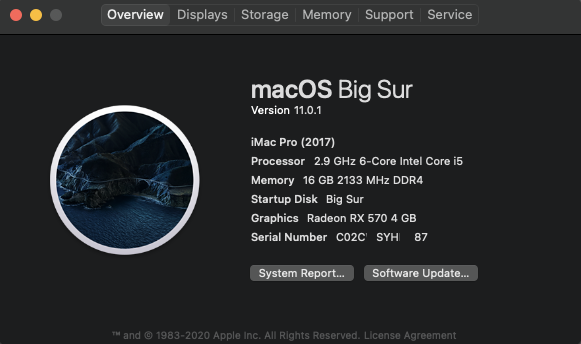 Overview Displays Storage Memory Support Service
macOS Big Sur
Version 11.0.1
iMac Pro (2017)
Processor 2.9 GHz 6-Core Intel Core i5
Memory 16 GB 2133 MHz DDR4
Startup Disk Big Sur
Graphics Radeon RX 570 4 GB
Serial Number C02C SYH 87
System Report... Software Update...
™ and © 1983-2020 Apple Inc. All Rights Reserved. License Agreement